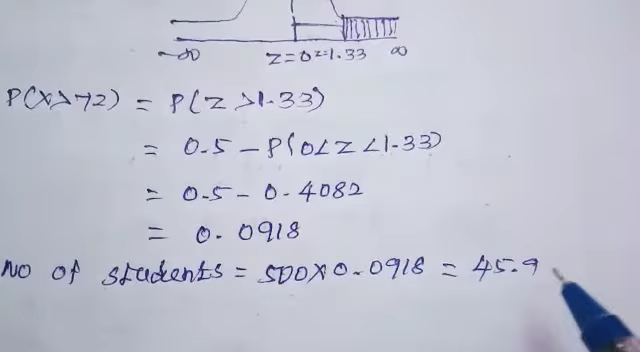 -∞ Z=0 Z=1.33 ∞
P(X>72) = P(Z>1.33)
= 0.5-P(0<Z<1.33)
= 0.5-0.4082
= 0.0918
No of students = 500×0.0918 = 45.9